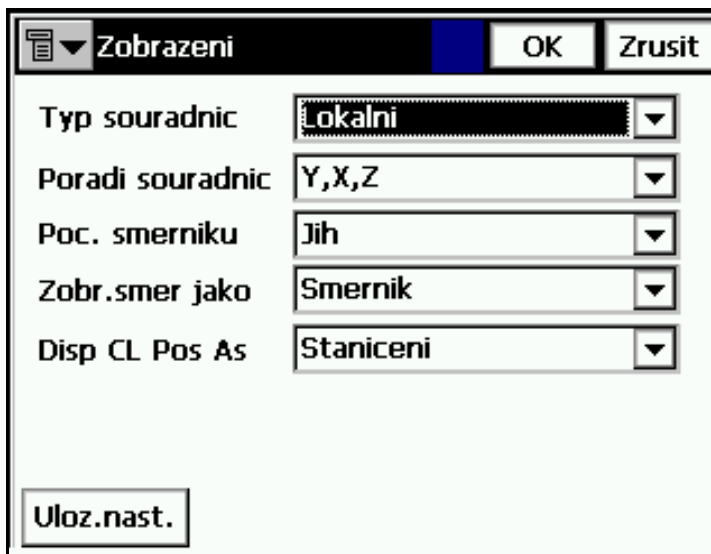 Zobrazeni OK Zrusit
Typ souradnic Lokalni
Poradi souradnic Y,X,Z
Poc. smerniku Jih
Zobr.smer jako Smernik
Disp CL Pos As Staniceni
Uloz.nast.